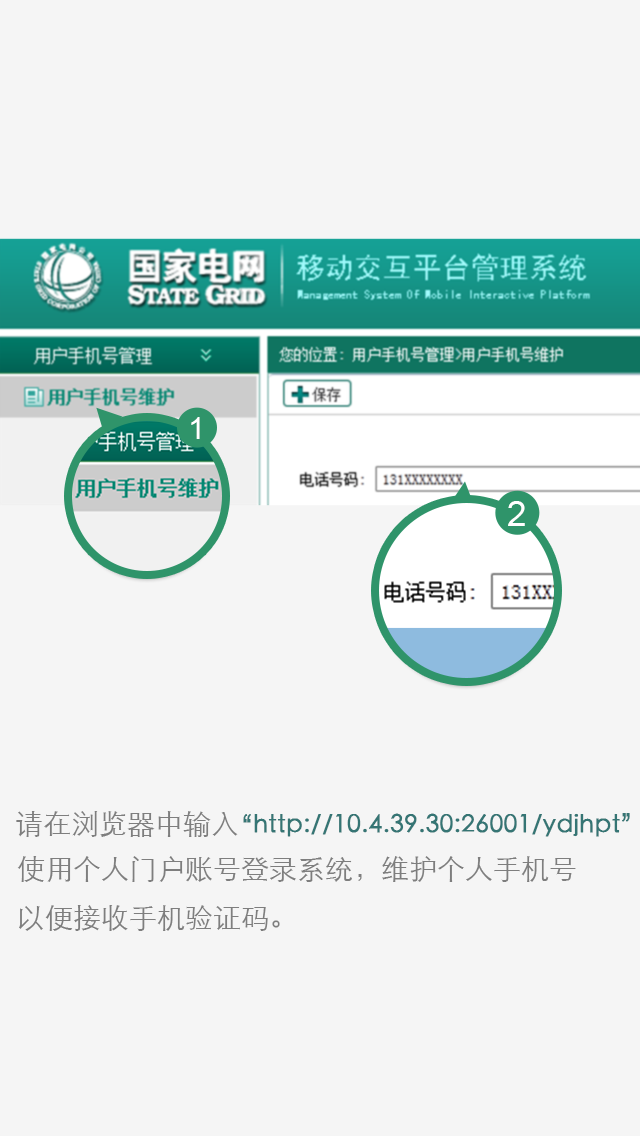 国家电网
STATE GRID
移动交互平台管理系统
Management System Of Mobile Interactive Platform
用户手机号管理
您的位置：用户手机号管理>用户手机号维护
用户手机号维护
保存
1
手机号管理
用户手机号维护
电话号码：
131XXXXXXXX
2
电话号码：
131XX
请在浏览器中输入“http://10.4.39.30:26001/ydjhpt”
使用个人门户账号登录系统，维护个人手机号
以便接收手机验证码。